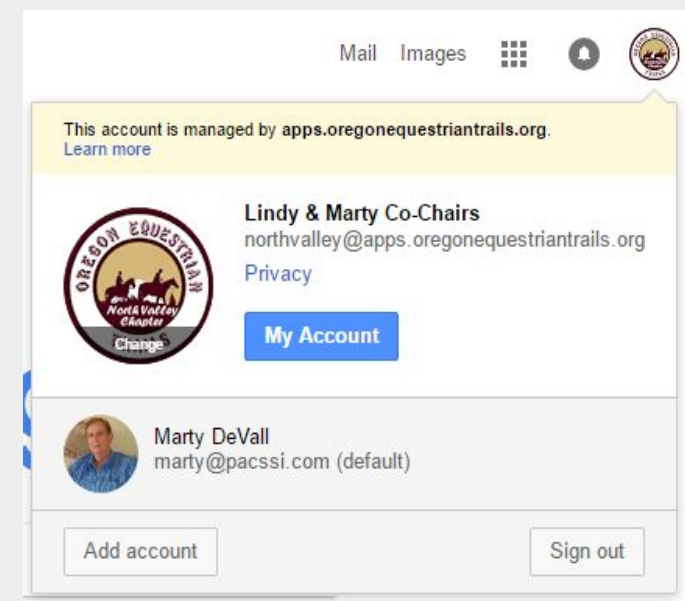 Mail Images
This account is managed by apps.oregonequestriantrails.org.
Learn more
OREGON EQUESTRIAN
North Valley
Chapter
TRAILS
Change
Lindy & Marty Co-Chairs
northvalley@apps.oregonequestriantrails.org
Privacy
My Account
Marty DeVall
marty@pacssi.com (default)
Add account
Sign out